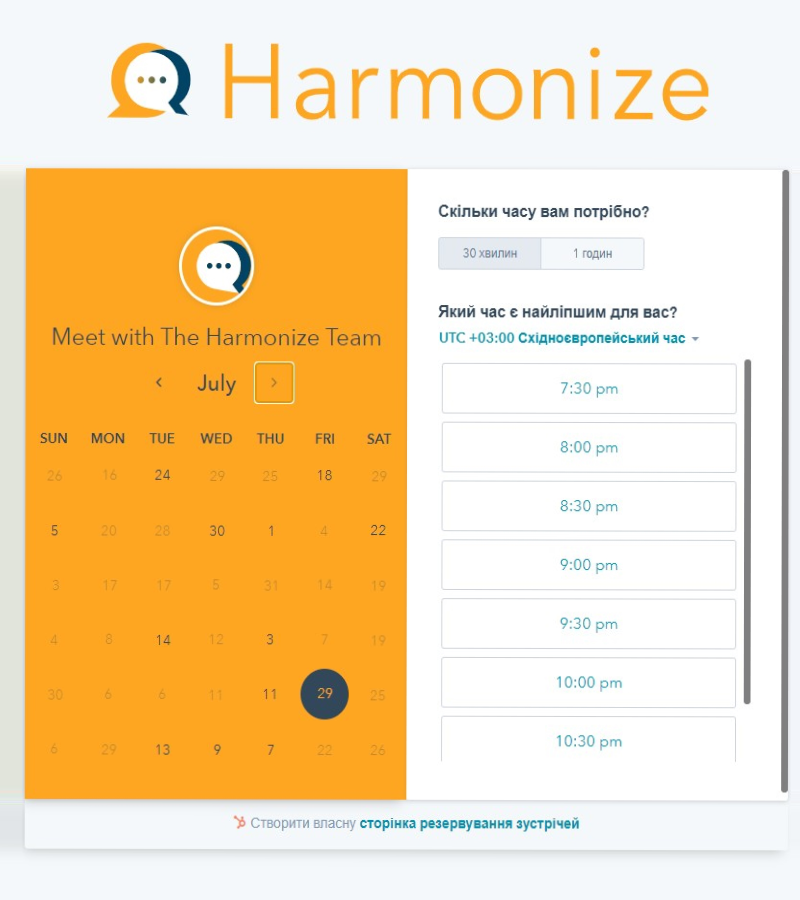 Harmonize
Meet with The Harmonize Team
July
SUN MON TUE WED THU FRI SAT
26 16 24 29 25 18 29
5 20 28 30 1 4 22
3 17 17 5 31 14 19
4 8 14 12 3 7 19
30 6 6 11 11 29 25
6 29 13 9 7 22 26
Скільки часу вам потрібно?
30 хвилин 1 годин
Який час є найліпшим для вас?
UTC +03:00 Східноєвропейський час
7:30 pm
8:00 pm
8:30 pm
9:00 pm
9:30 pm
10:00 pm
10:30 pm
Створити власну сторінка резервування зустрічей